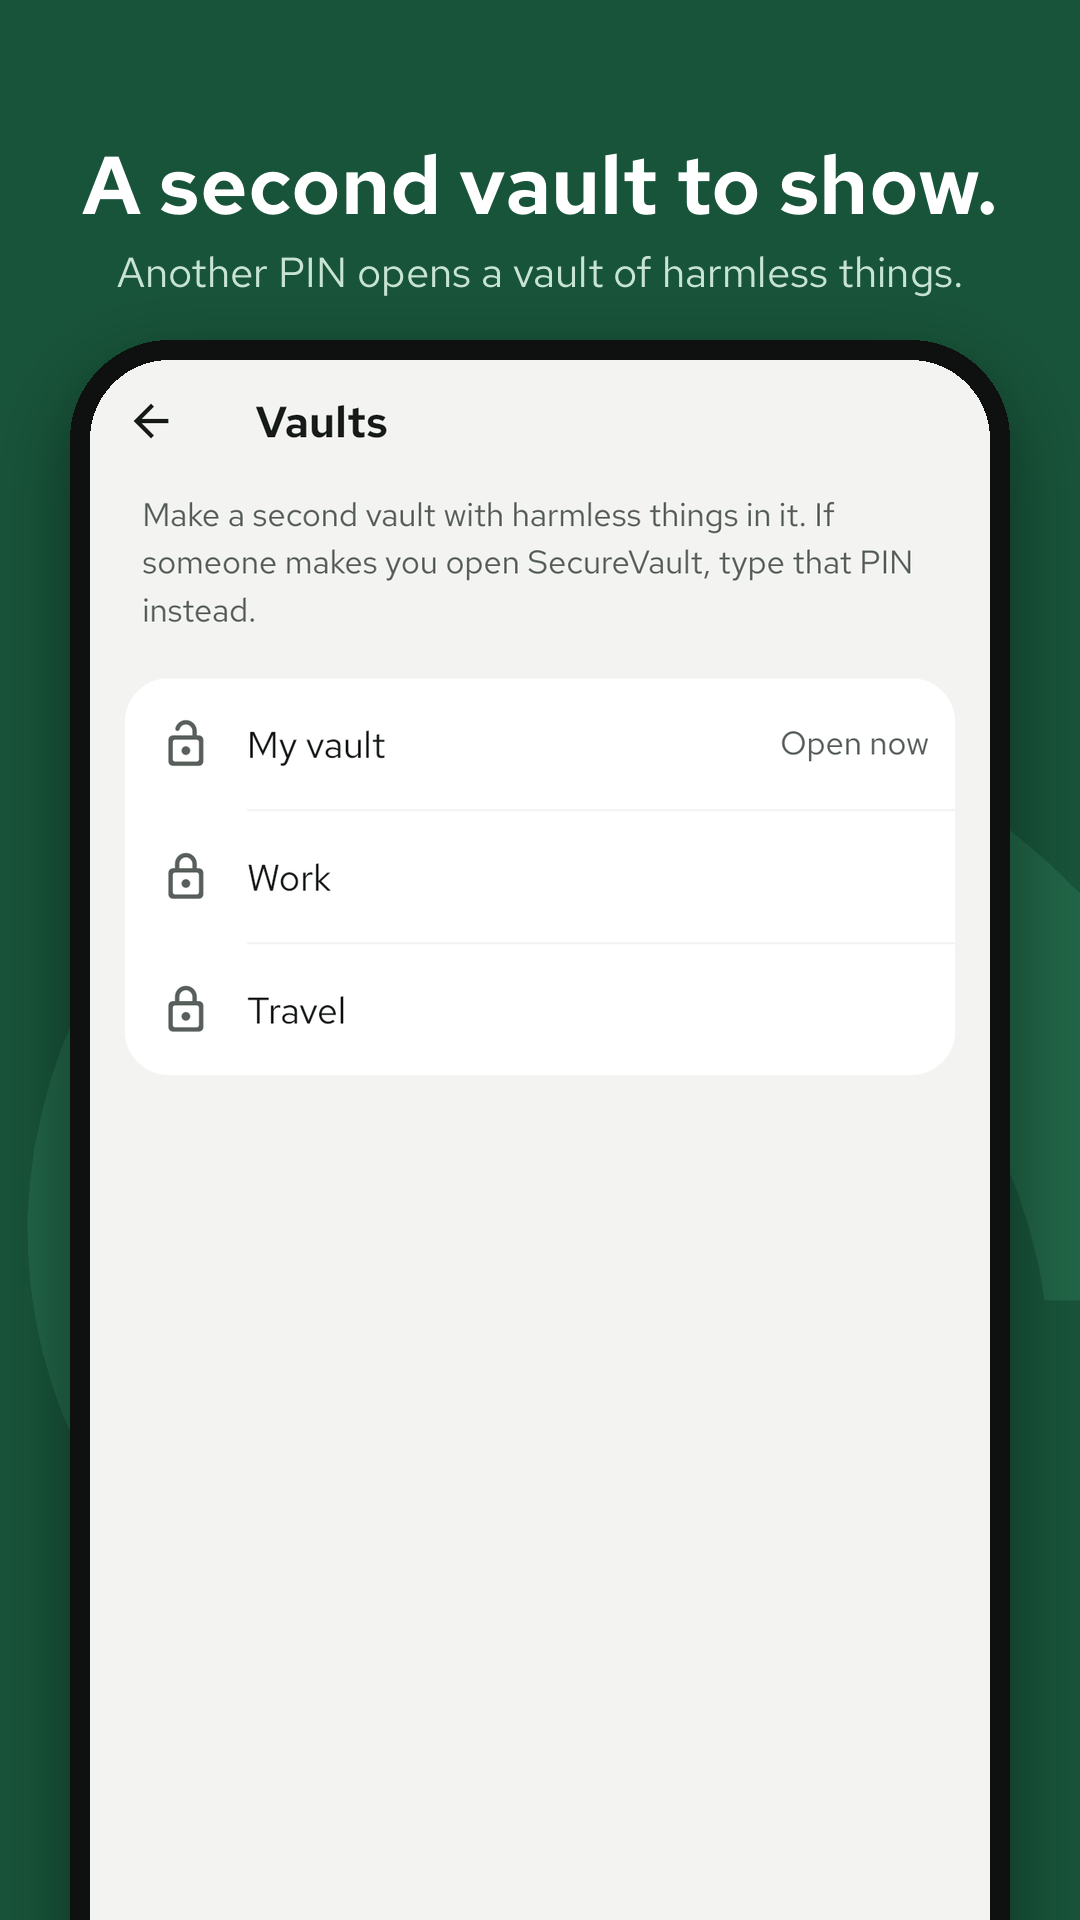 A second vault to show.
Another PIN opens a vault of harmless things.
Vaults
Make a second vault with harmless things in it. If
someone makes you open SecureVault, type that PIN
instead.
My vault
Open now
Work
Travel